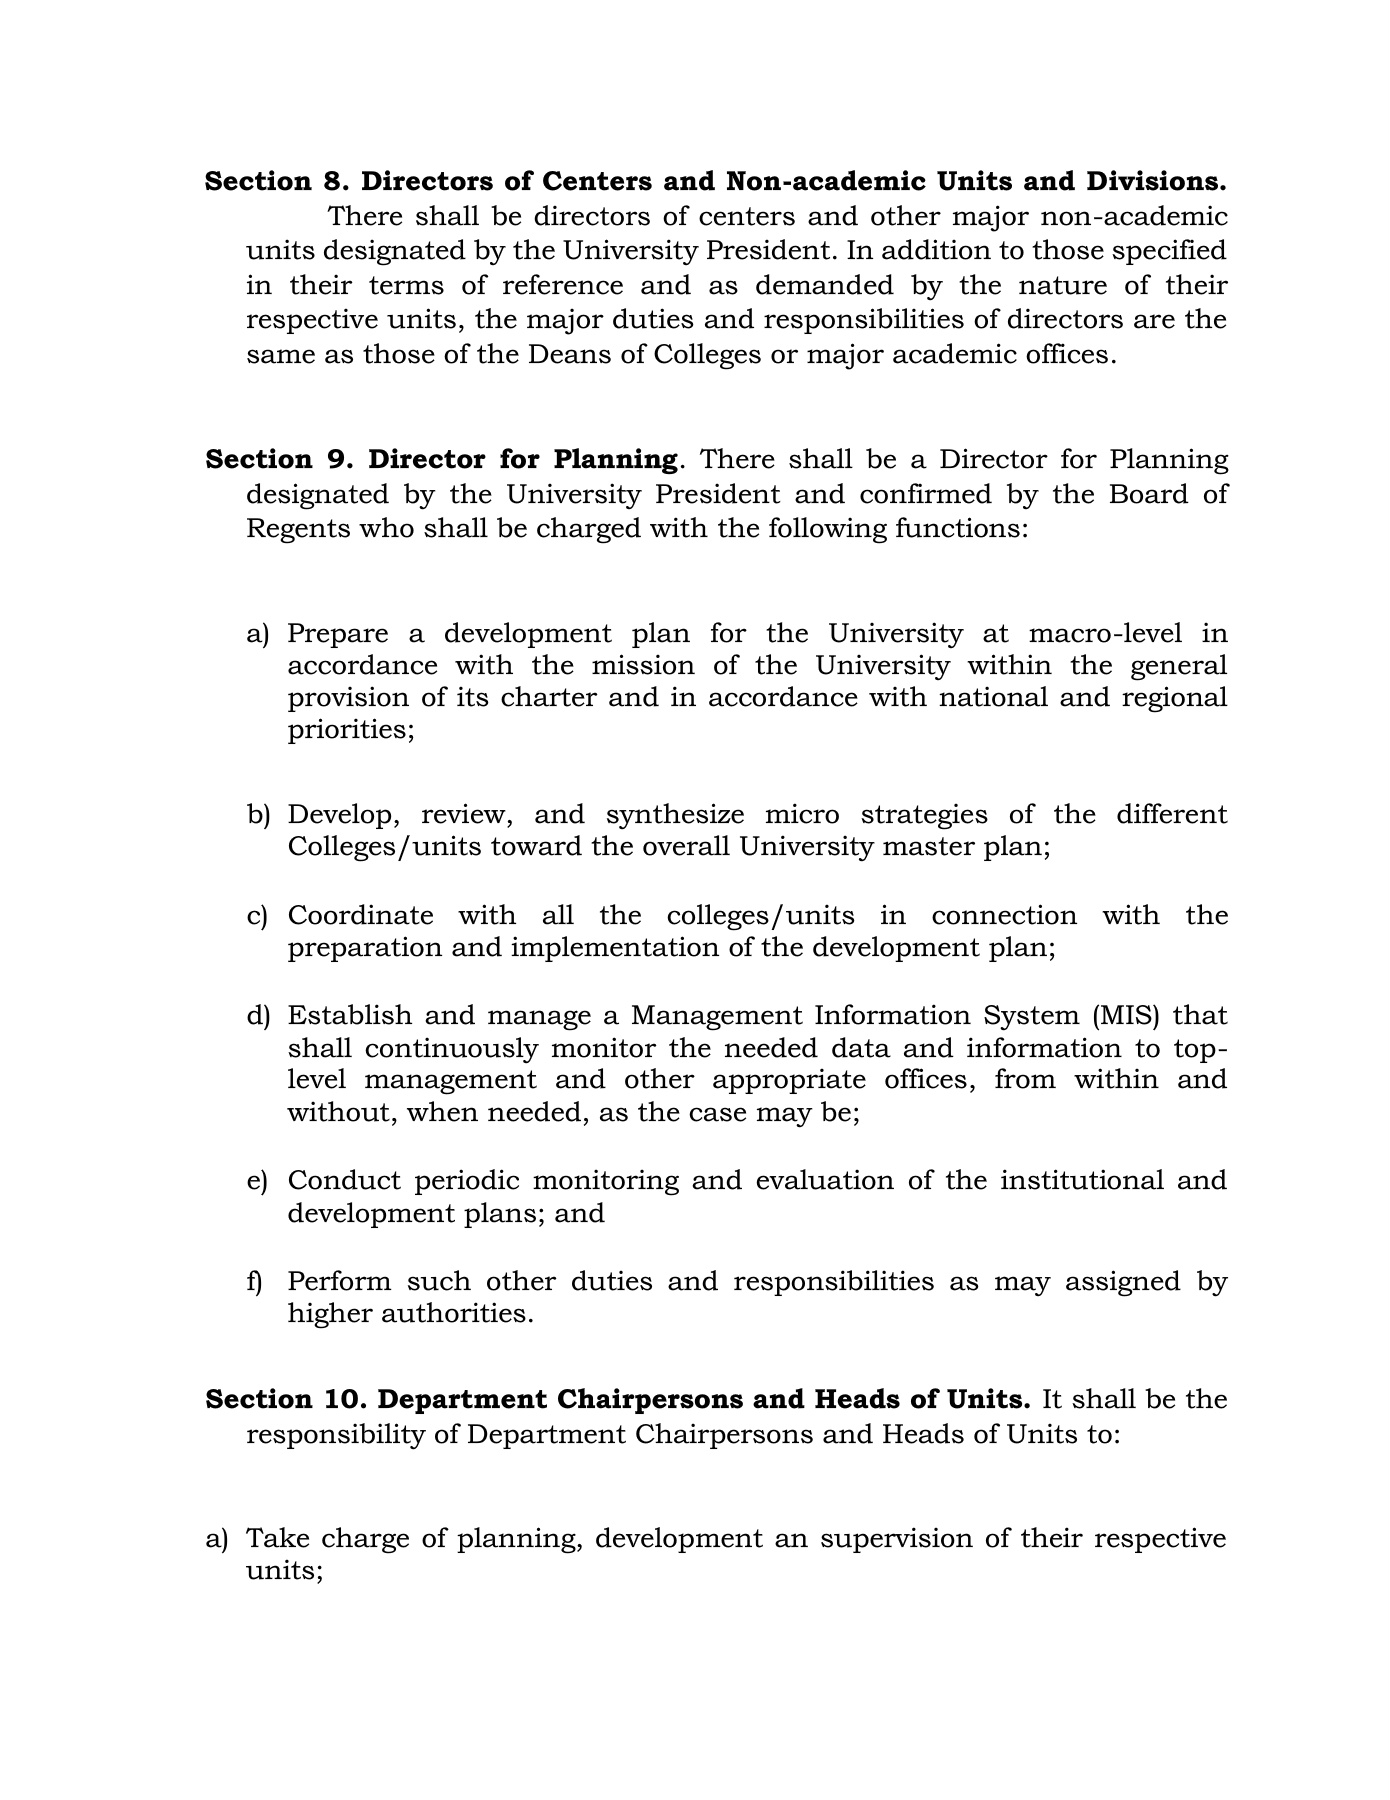 Section 8. Directors of Centers and Non-academic Units and Divisions.
There shall be directors of centers and other major non-academic
units designated by the University President. In addition to those specified
in their terms of reference and as demanded by the nature of their
respective units, the major duties and responsibilities of directors are the
same as those of the Deans of Colleges or major academic offices.
Section 9. Director for Planning. There shall be a Director for Planning
designated by the University President and confirmed by the Board of
Regents who shall be charged with the following functions:
a) Prepare a development plan for the University at macro-level in
accordance with the mission of the University within the general
provision of its charter and in accordance with national and regional
priorities;
b) Develop, review, and synthesize micro strategies of the different
Colleges/units toward the overall University master plan;
c) Coordinate with all the colleges/units in connection with the
preparation and implementation of the development plan;
d) Establish and manage a Management Information System (MIS) that
shall continuously monitor the needed data and information to top-
level management and other appropriate offices, from within and
without, when needed, as the case may be;
e) Conduct periodic monitoring and evaluation of the institutional and
development plans; and
f) Perform such other duties and responsibilities as may assigned by
higher authorities.
Section 10. Department Chairpersons and Heads of Units. It shall be the
responsibility of Department Chairpersons and Heads of Units to:
a) Take charge of planning, development an supervision of their respective
units;